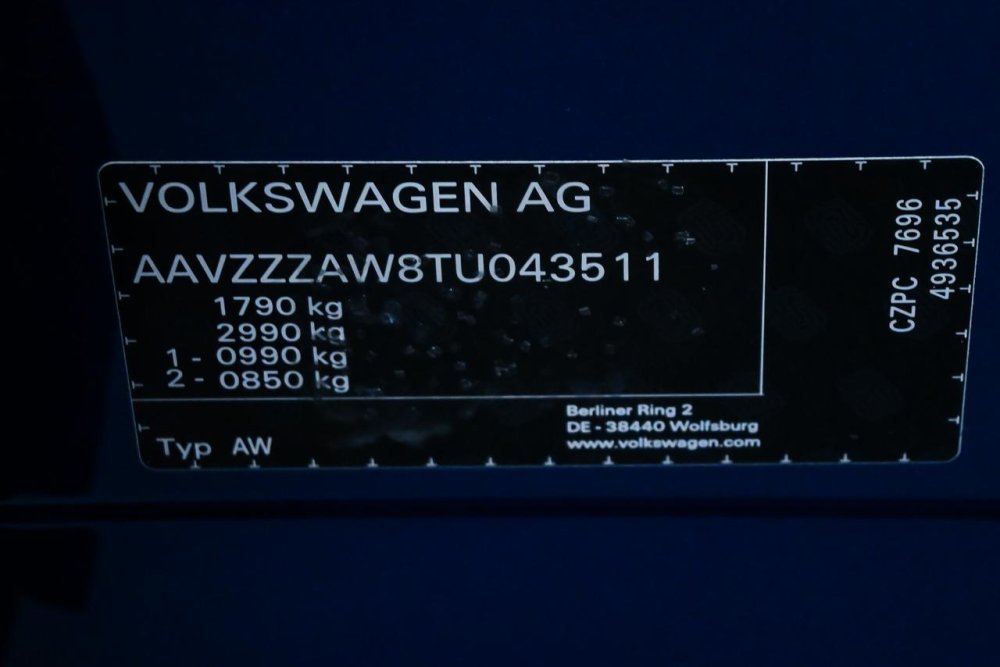 VOLKSWAGEN AG
AAVZZZAW8TU043511
1790 kg
2990 kg
1 - 0990 kg
2 - 0850 kg
Typ AW
Berliner Ring 2
DE - 38440 Wolfsburg
www.volkswagen.com
CZPC 7696
4936535